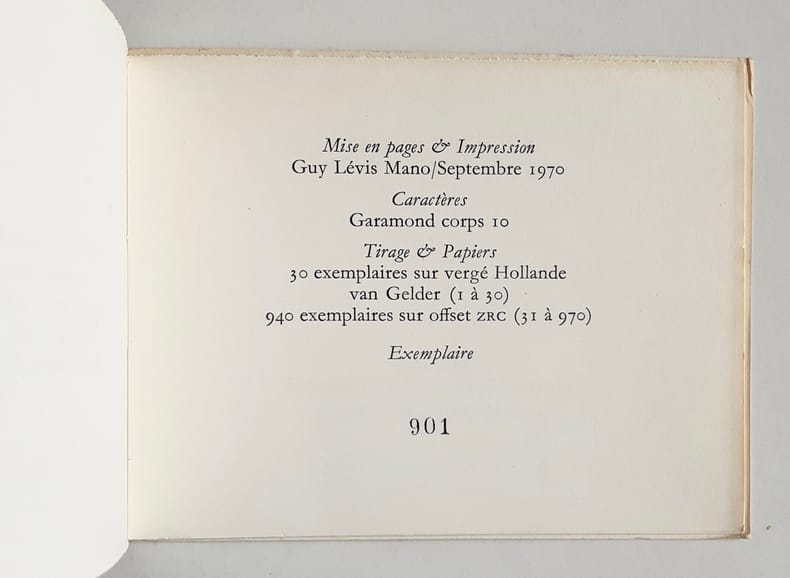 Mise en pages & Impression
Guy Lévis Mano/Septembre 1970
Caractères
Garamond corps 10
Tirage & Papiers
30 exemplaires sur vergé Hollande
van Gelder (1 à 30)
940 exemplaires sur offset ZRC (31 à 970)
Exemplaire
901